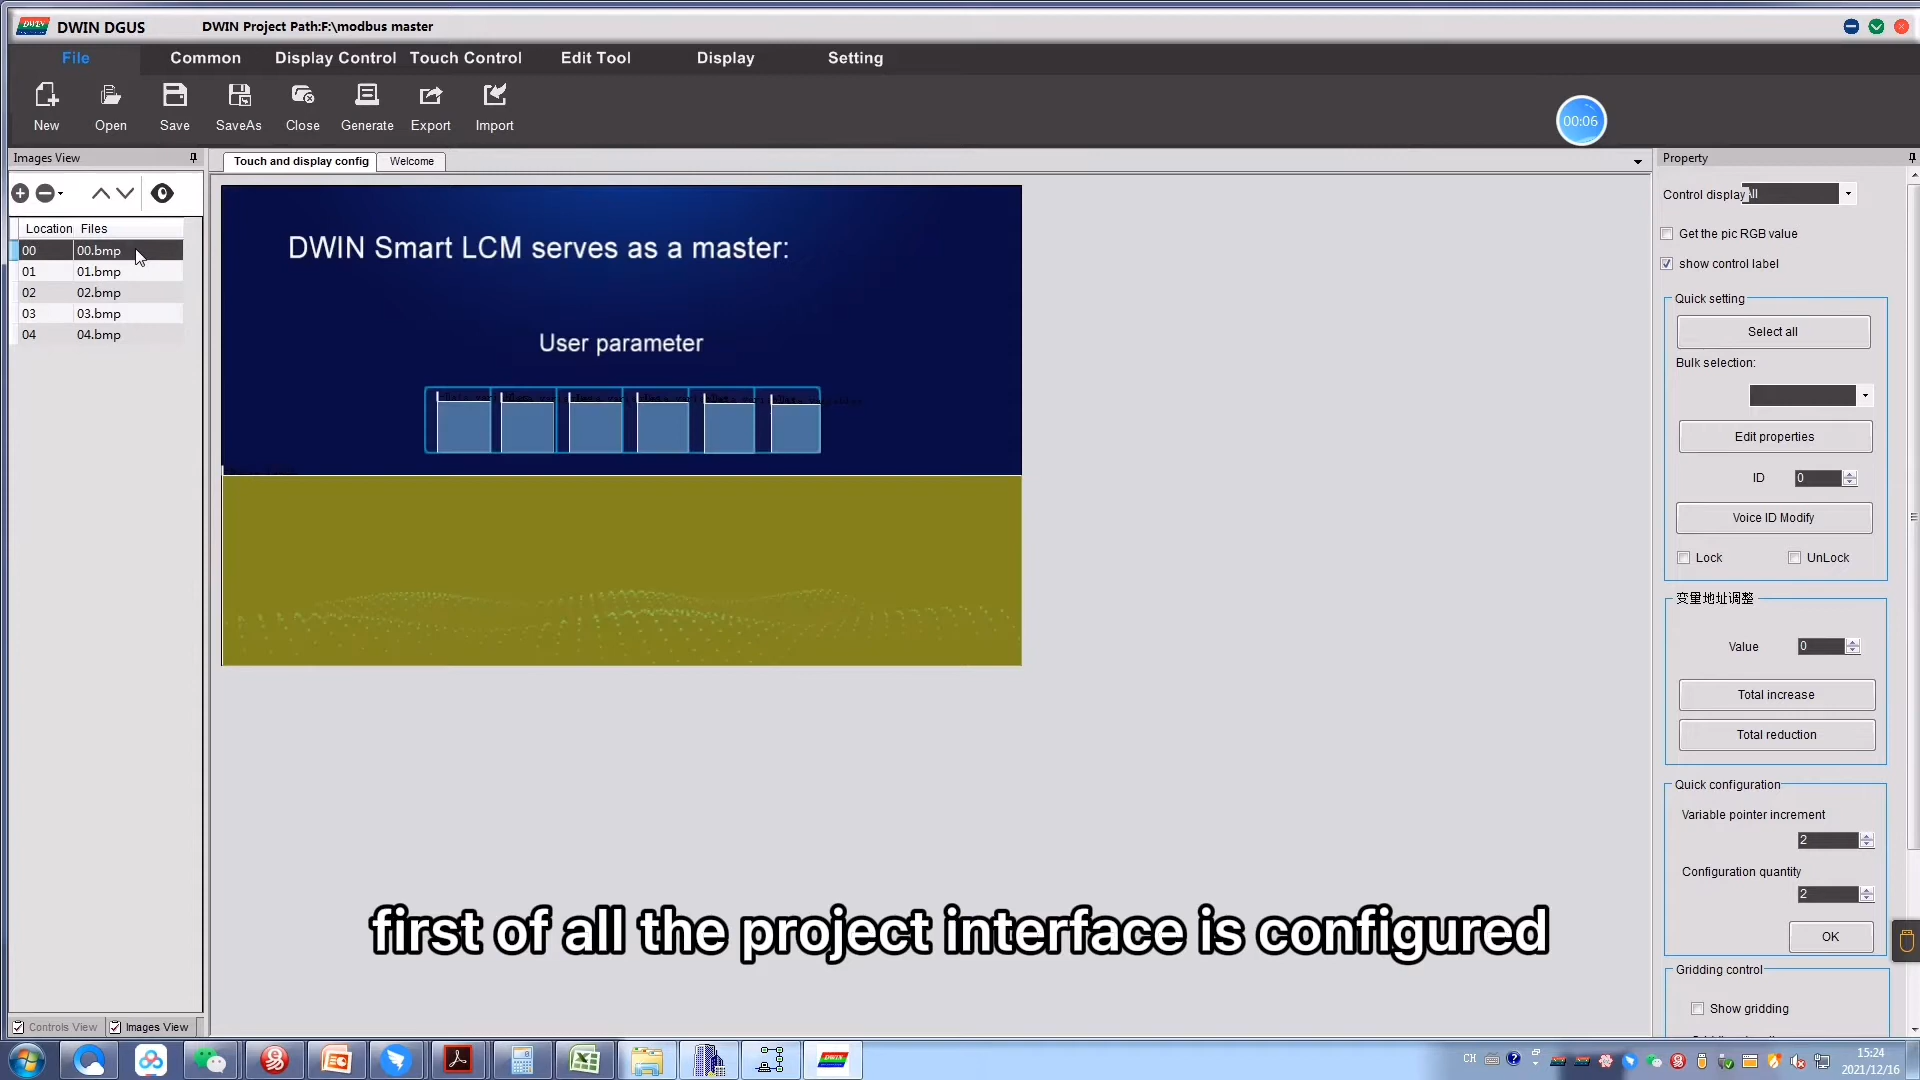 DWIN DGUS
DWIN Project Path:F:\modbus master
File
Common
Display Control
Touch Control
Edit Tool
Display
Setting
New
Open
Save
SaveAs
Close
Generate
Export
Import
00:06
Images View
Touch and display config
Welcome
Property
Location Files
00 00.bmp
01 01.bmp
02 02.bmp
03 03.bmp
04 04.bmp
DWIN Smart LCM serves as a master:
User parameter
Control display
Get the pic RGB value
show control label
Quick setting
Select all
Bulk selection:
Edit properties
ID 0
Voice ID Modify
Lock
UnLock
变量地址调整
Value 0
Total increase
Total reduction
Quick configuration
Variable pointer increment
2
Configuration quantity
2
OK
Gridding control
Show gridding
first of all the project interface is configured
Controls View
Images View
CH
15:24
2021/12/16